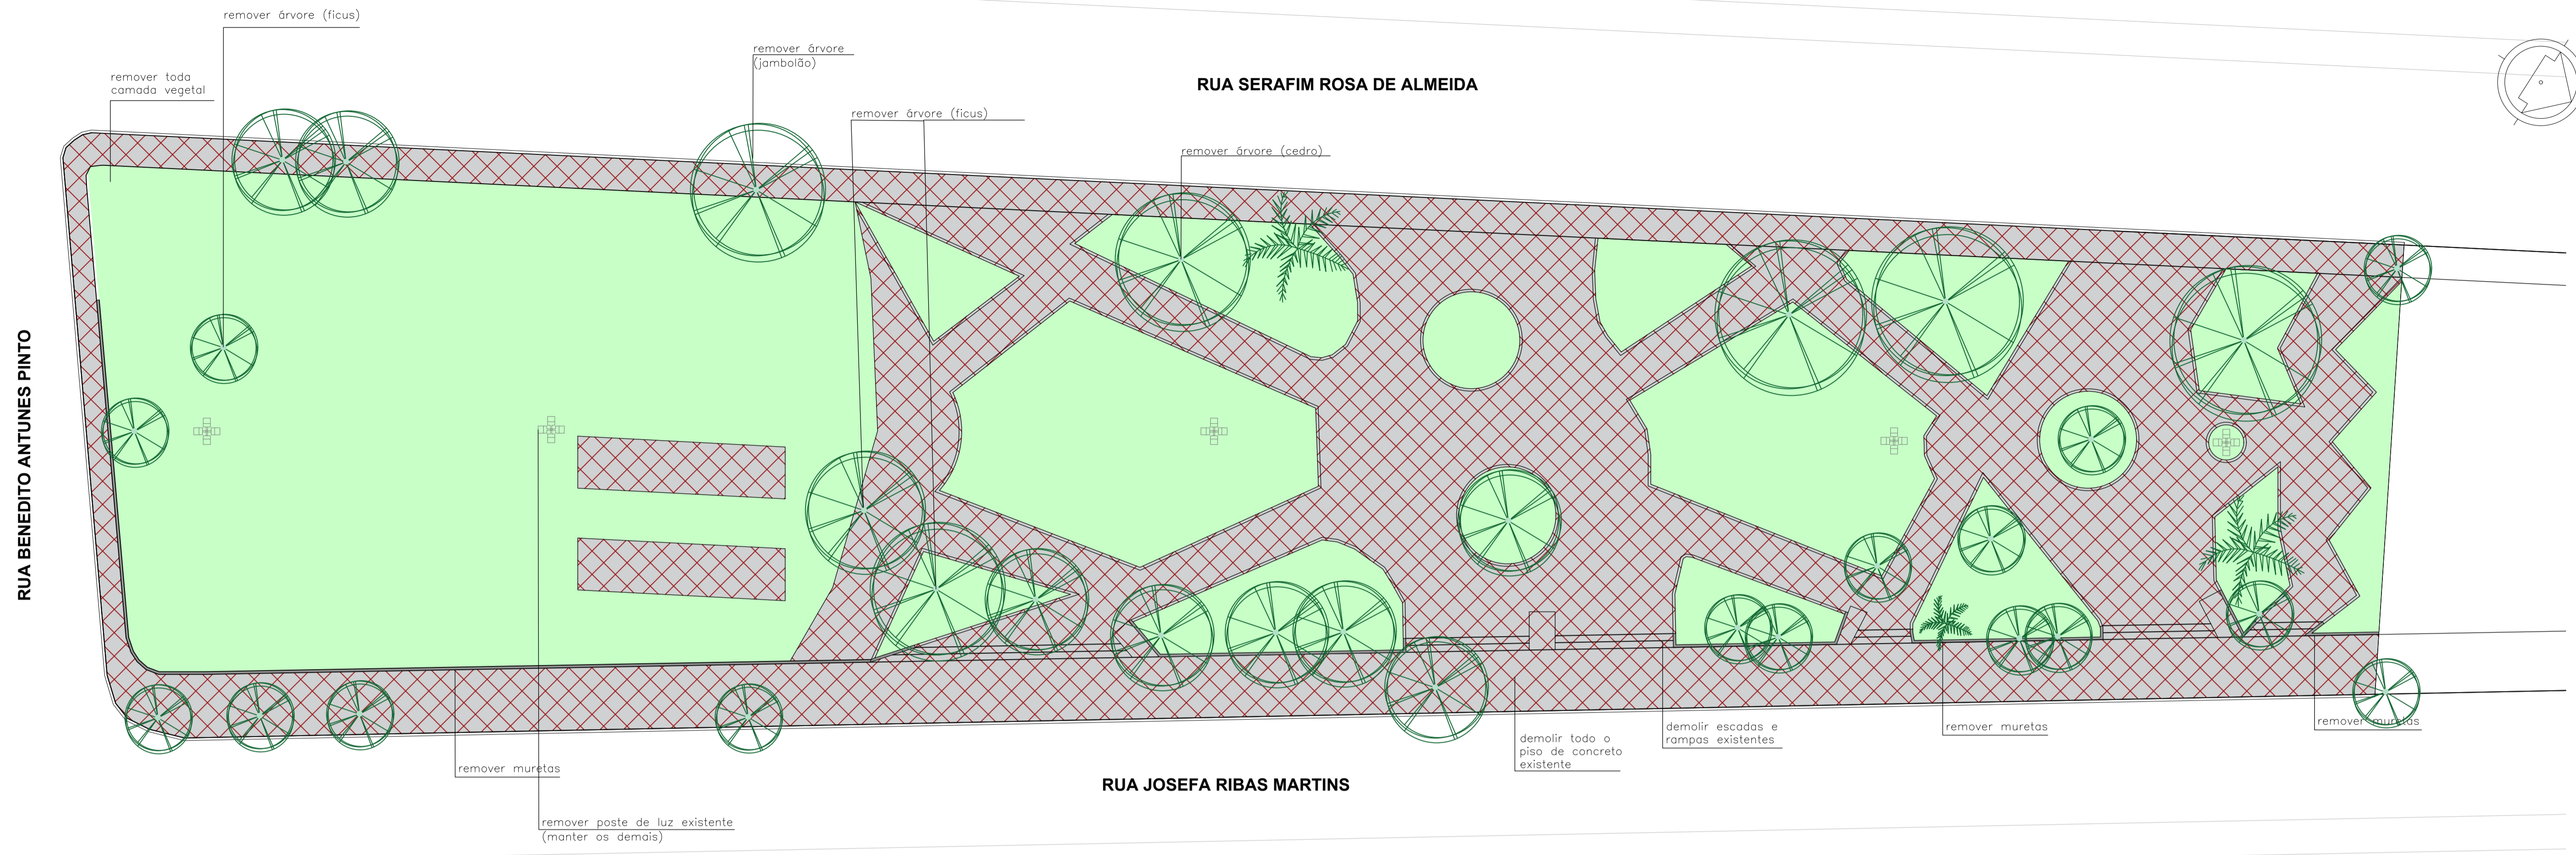 remover árvore (ficus)
remover árvore
(jambolão)
remover toda
camada vegetal
RUA SERAFIM ROSA DE ALMEIDA
remover árvore (ficus)
remover árvore (cedro)
RUA BENEDITO ANTUNES PINTO
remover muretas
demolir escadas e
rampas existentes
remover muretas
demolir todo o
piso de concreto
existente
remover muretas
RUA JOSEFA RIBAS MARTINS
remover poste de luz existente
(manter os demais)